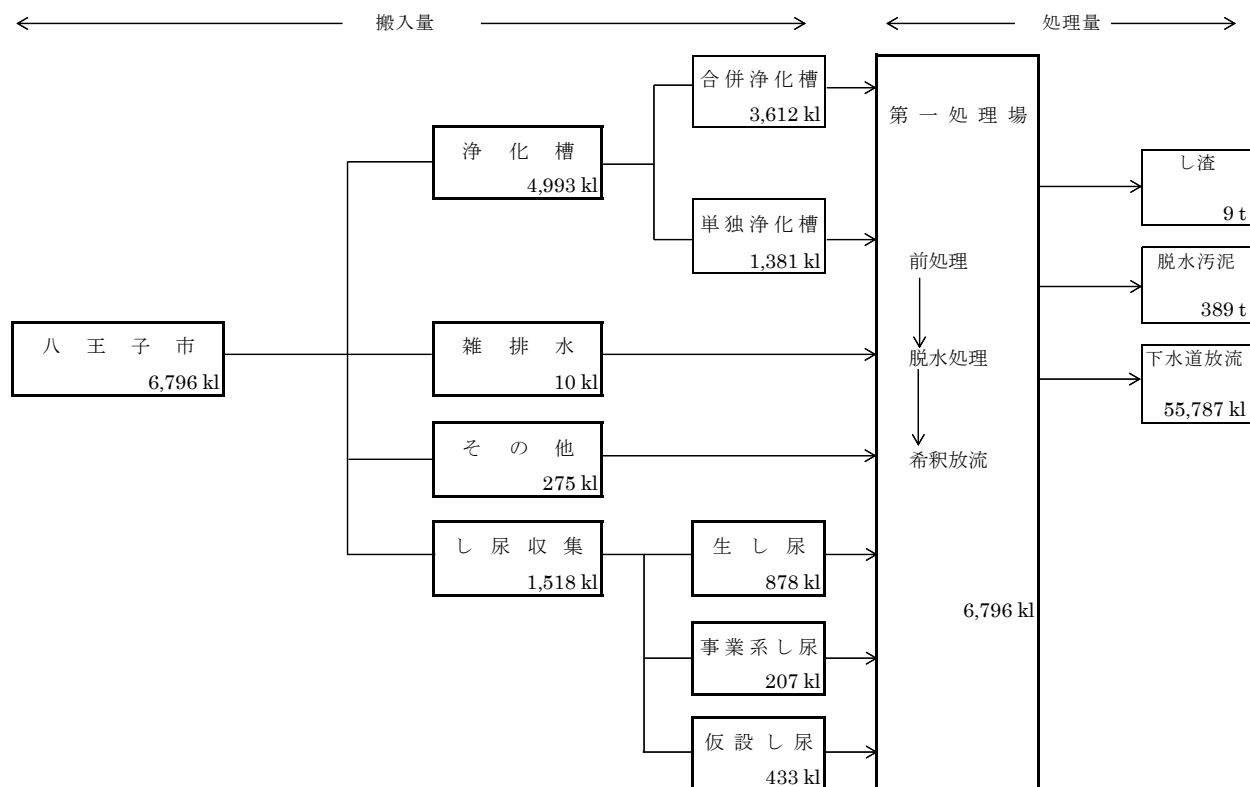 搬入量
処理量
合併浄化槽
3,612 kl
第一処理場
浄化槽
4,993 kl
し渣
9 t
単独浄化槽
1,381 kl
前処理
脱水汚泥
389 t
八王子市
6,796 kl
雑排水
10 kl
脱水処理
下水道放流
55,787 kl
その他
275 kl
希釈放流
し尿収集
1,518 kl
生し尿
878 kl
6,796 kl
事業系し尿
207 kl
仮設し尿
433 kl